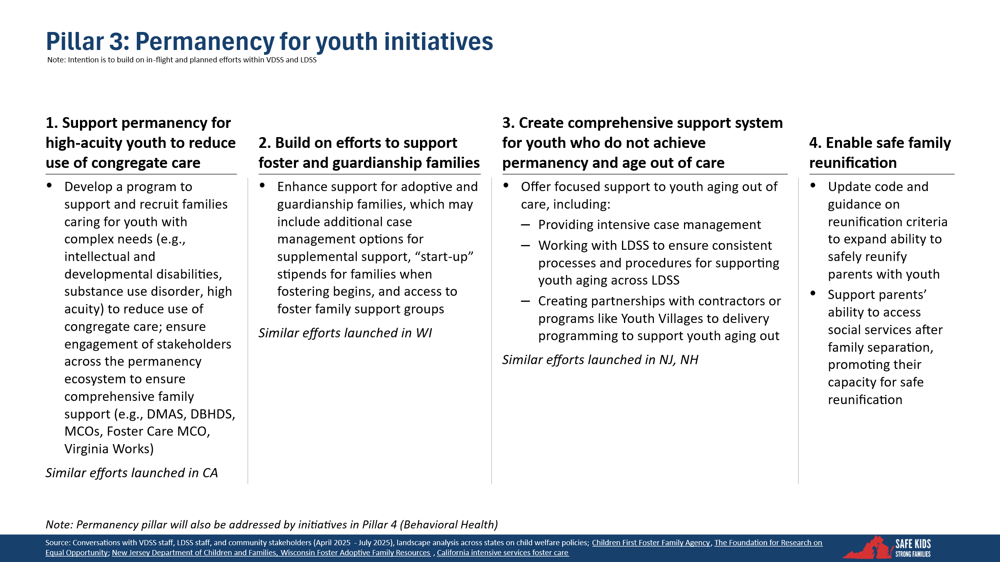 Pillar 3: Permanency for youth initiatives
Note: Intention is to build on in-flight and planned efforts within VDSS and LDSS
1. Support permanency for
high-acuity youth to reduce
use of congregate care
• Develop a program to
support and recruit families
caring for youth with
complex needs (e.g.,
intellectual and
developmental disabilities,
substance use disorder, high
acuity) to reduce use of
congregate care; ensure
engagement of stakeholders
across the permanency
ecosystem to ensure
comprehensive family
support (e.g., DMAS, DBHDS,
MCOs, Foster Care MCO,
Virginia Works)
Similar efforts launched in CA
2. Build on efforts to support
foster and guardianship families
• Enhance support for adoptive and
guardianship families, which may
include additional case
management options for
supplemental support, “start-up”
stipends for families when
fostering begins, and access to
foster family support groups
Similar efforts launched in WI
3. Create comprehensive support system
for youth who do not achieve
permanency and age out of care
• Offer focused support to youth aging out of
care, including:
– Providing intensive case management
– Working with LDSS to ensure consistent
processes and procedures for supporting
youth aging across LDSS
– Creating partnerships with contractors or
programs like Youth Villages to delivery
programming to support youth aging out
Similar efforts launched in NJ, NH
4. Enable safe family
reunification
• Update code and
guidance on
reunification criteria
to expand ability to
safely reunify
parents with youth
• Support parents’
ability to access
social services after
family separation,
promoting their
capacity for safe
reunification
Note: Permanency pillar will also be addressed by initiatives in Pillar 4 (Behavioral Health)
Source: Conversations with VDSS staff, LDSS staff, and community stakeholders (April 2025 - July 2025), landscape analysis across states on child welfare policies; Children First Foster Family Agency, The Foundation for Research on
Equal Opportunity; New Jersey Department of Children and Families, Wisconsin Foster Adoptive Family Resources , California intensive services foster care
SAFE KIDS
STRONG FAMILIES